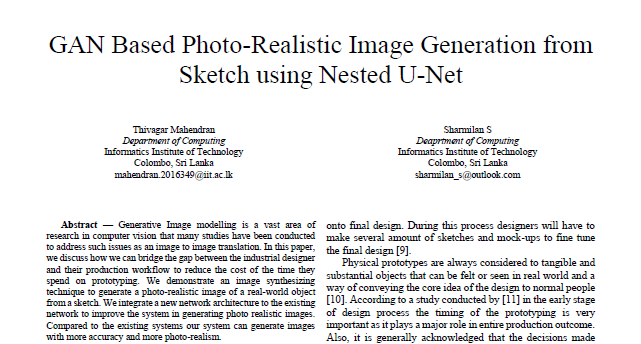 GAN Based Photo-Realistic Image Generation from
Sketch using Nested U-Net
Thivagar Mahendran
Department of Computing
Informatics Institute of Technology
Colombo, Sri Lanka
mahendran.2016349@iit.ac.lk
Sharmilan S
Deaprtment of Computing
Informatics Institute of Technology
Colombo, Sri Lanka
sharmilan_s@outlook.com
Abstract — Generative Image modelling is a vast area of
research in computer vision that many studies have been conducted
to address such issues as an image to image translation. In this paper,
we discuss how we can bridge the gap between the industrial designer
and their production workflow to reduce the cost of the time they
spend on prototyping. We demonstrate an image synthesizing
technique to generate a photo-realistic image of a real-world object
from a sketch. We integrate a new network architecture to the existing
network to improve the system in generating photo realistic images.
Compared to the existing systems our system can generate images
with more accuracy and more photo-realism.
onto final design. During this process designers will have to
make several amount of sketches and mock-ups to fine tune
the final design [9].
Physical prototypes are always considered to tangible and
substantial objects that can be felt or seen in real world and a
way of conveying the core idea of the design to normal people
[10]. According to a study conducted by [11] in the early stage
of design process the timing of the prototyping is very
important as it plays a major role in entire production outcome.
Also, it is generally acknowledged that the decisions made